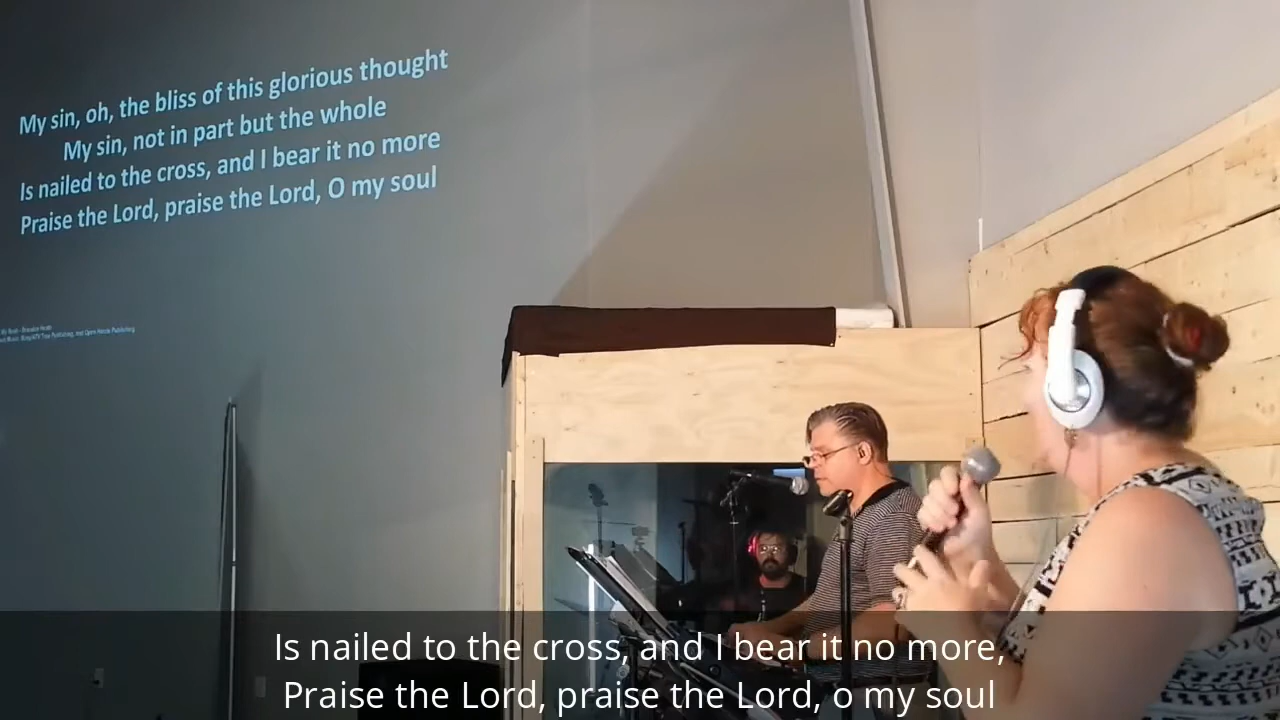 My sin, oh, the bliss of this glorious thought
My sin, not in part but the whole
Is nailed to the cross, and I bear it no more
Praise the Lord, praise the Lord, O my soul
Is nailed to the cross, and I bear it no more,
Praise the Lord, praise the Lord, o my soul